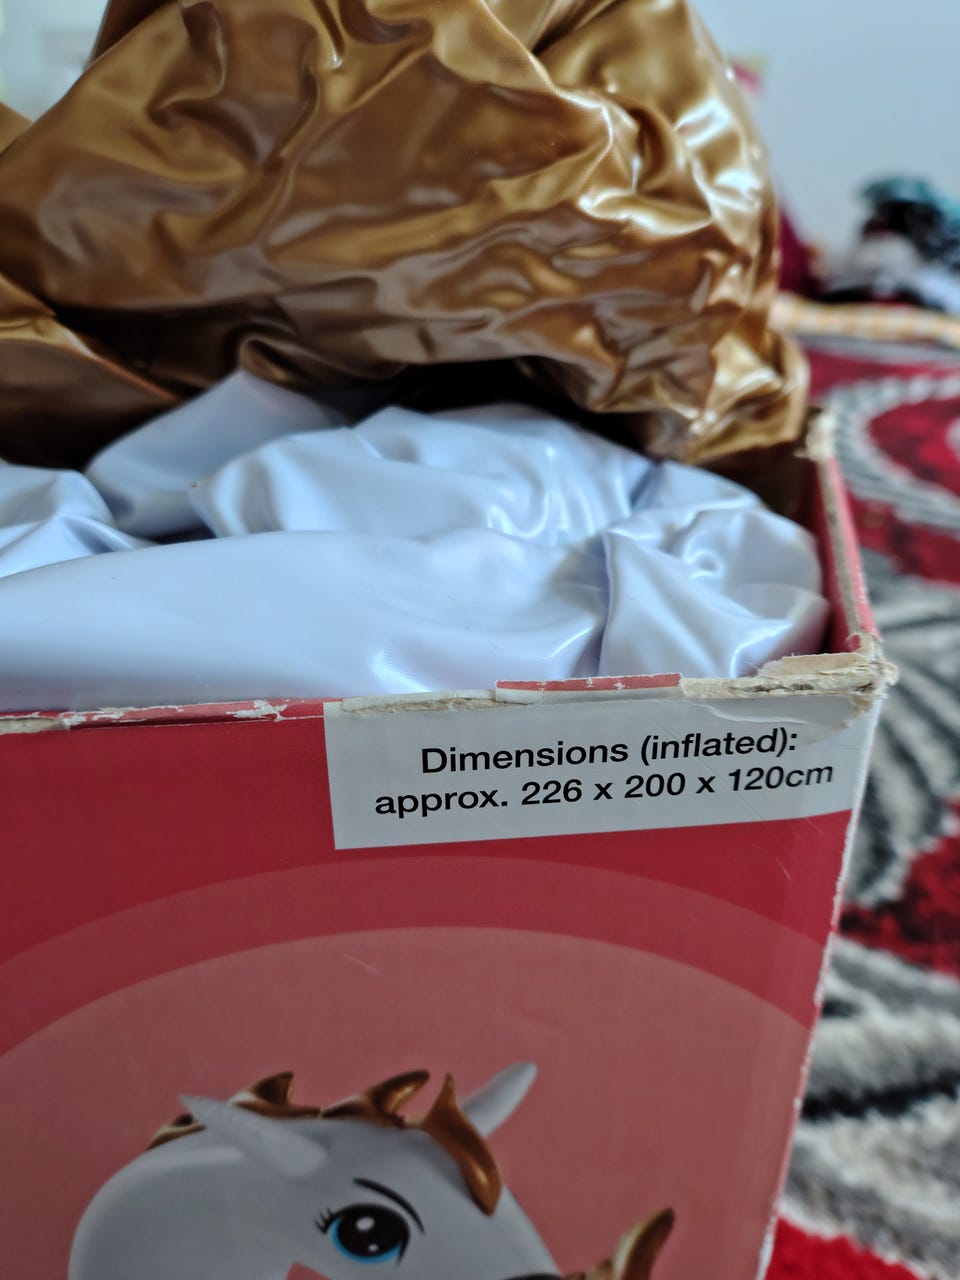 Dimensions (inflated):
approx. 226 x 200 x 120cm